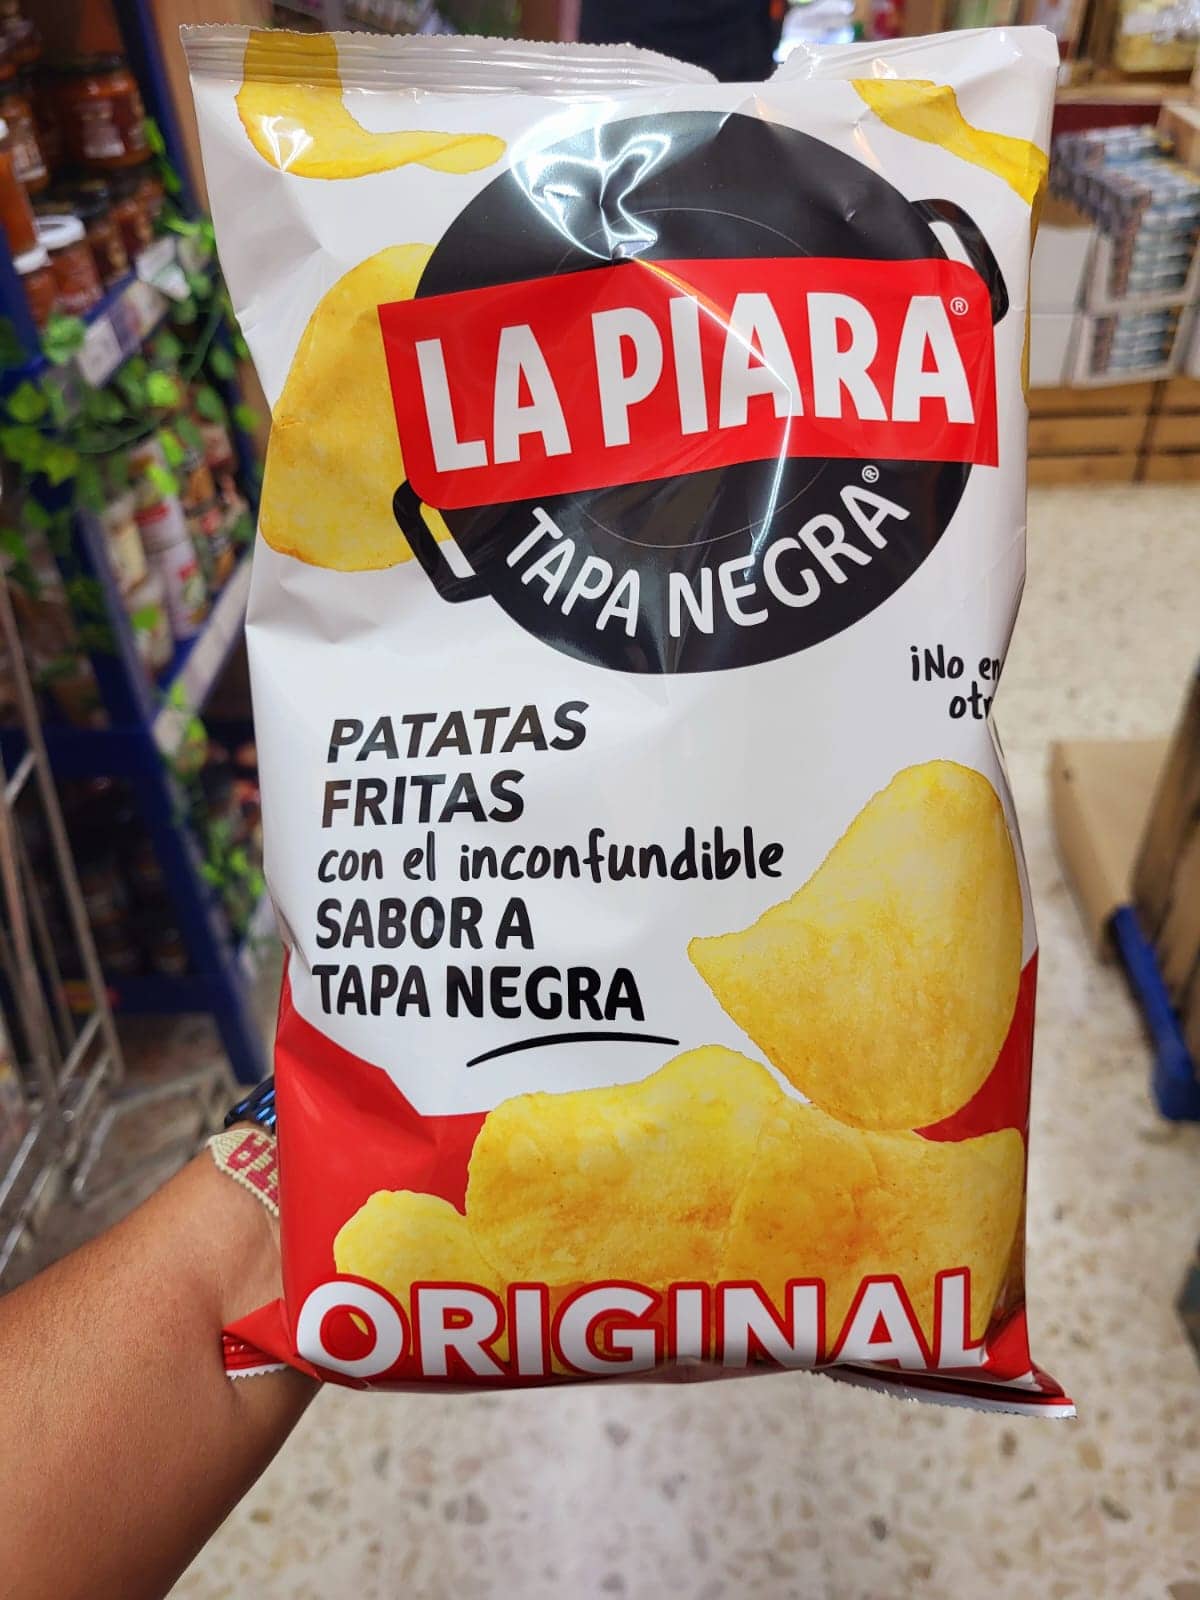 LA PIARA®
TAPA NEGRA®
¡No en
otr
PATATAS
FRITAS
con el inconfundible
SABOR A
TAPA NEGRA
ORIGINAL